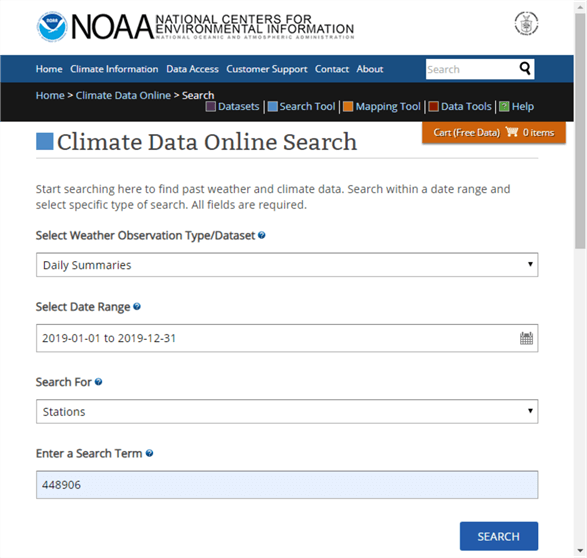 NOAA NATIONAL CENTERS FOR
ENVIRONMENTAL INFORMATION
NATIONAL OCEANIC AND ATMOSPHERIC ADMINISTRATION
Home Climate Information Data Access Customer Support Contact About Search
Home > Climate Data Online > Search
Datasets | Search Tool | Mapping Tool | Data Tools | Help
Cart (Free Data) 0 items
Climate Data Online Search
Start searching here to find past weather and climate data. Search within a date range and
select specific type of search. All fields are required.
Select Weather Observation Type/Dataset ?
Daily Summaries
Select Date Range ?
2019-01-01 to 2019-12-31
Search For ?
Stations
Enter a Search Term ?
448906
SEARCH